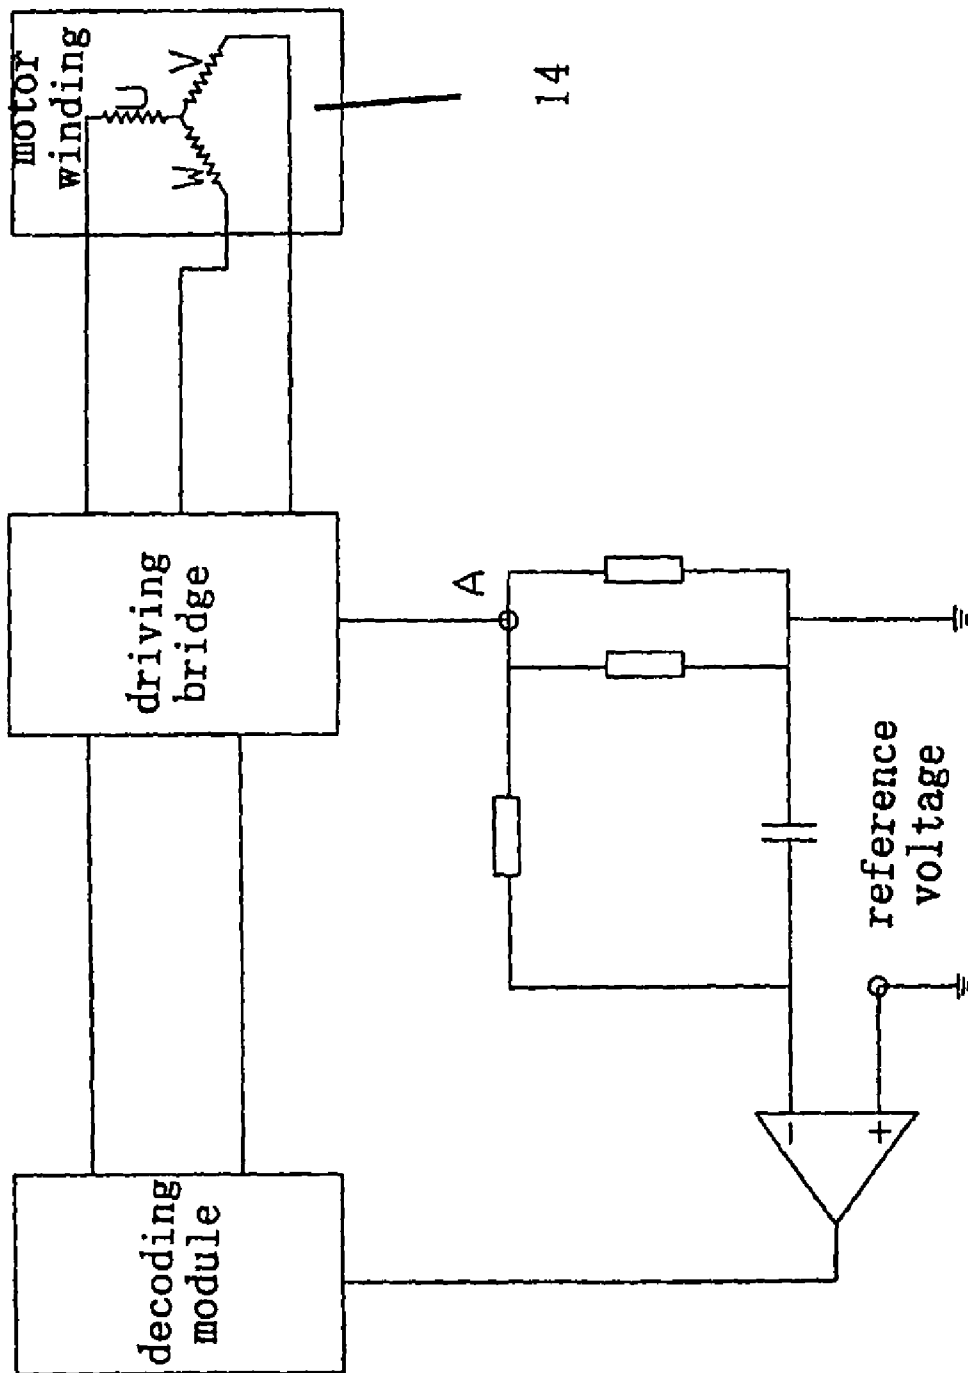 decoding
module
driving
bridge
motor
winding
U
V
W
14
A
reference
voltage
-
+